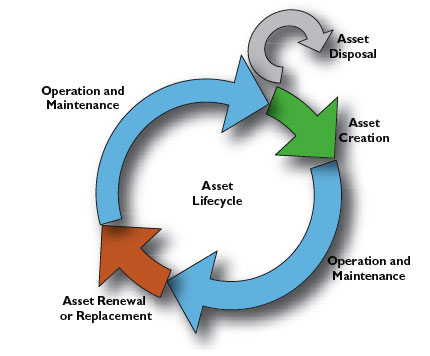 Asset
Disposal
Operation and
Maintenance
Asset
Creation
Asset
Lifecycle
Operation and
Maintenance
Asset Renewal
or Replacement